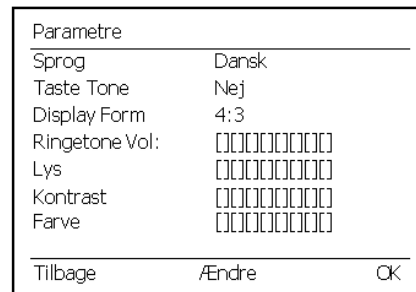 Parametre
Sprog Dansk
Taste Tone Nej
Display Form 4:3
Ringetone Vol: [][][][][][][][]
Lys [][][][][][][][]
Kontrast [][][][][][][][]
Farve [][][][][][][][]
Tilbage Ændre OK